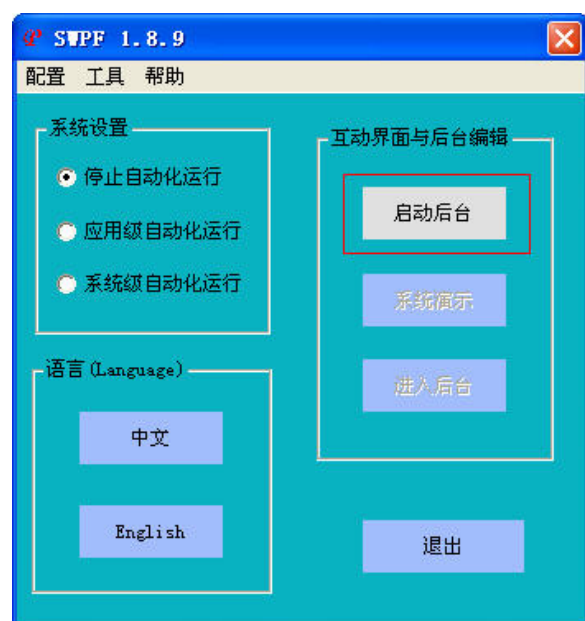 SWPF 1.8.9
配置 工具 帮助
系统设置
停止自动化运行
应用级自动化运行
系统级自动化运行
语言(Language)
中文
English
互动界面与后台编辑
启动后台
系统演示
进入后台
退出